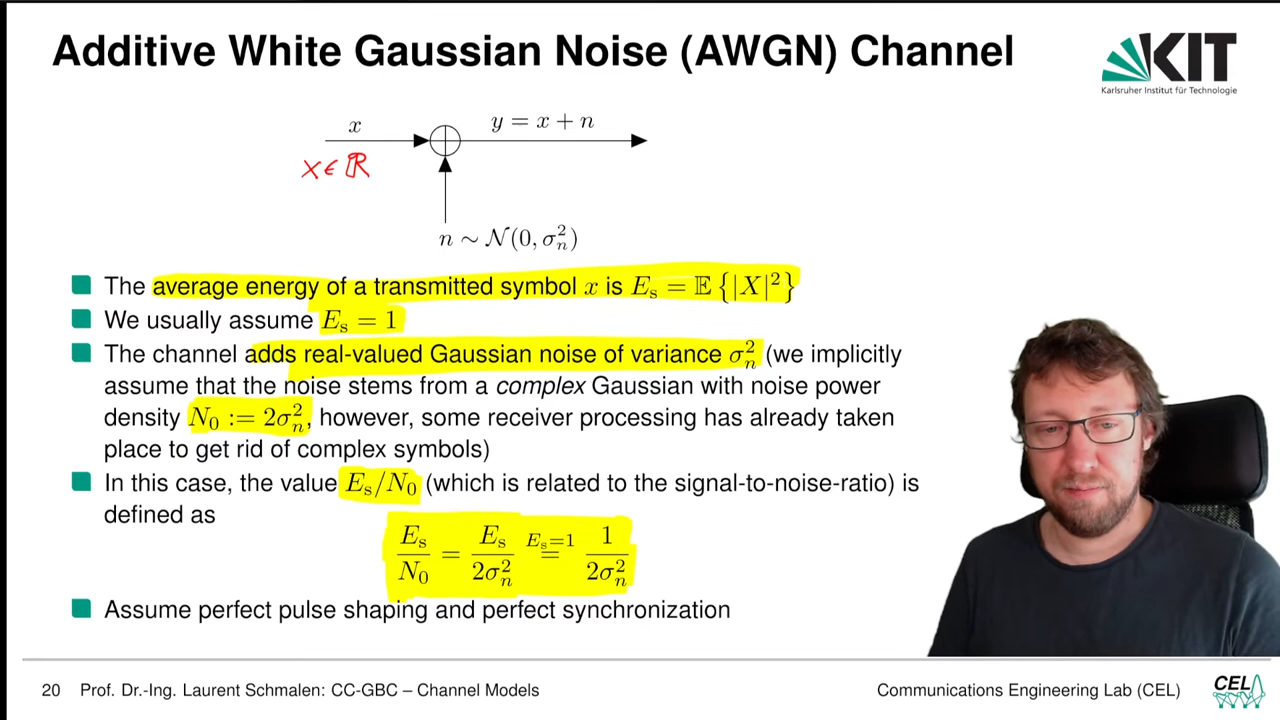 Additive White Gaussian Noise (AWGN) Channel
KIT
Karlsruher Institut für Technologie
x
y = x + n
X ∈ ℝ
n ∼ 𝒩(0, σₙ²)
The average energy of a transmitted symbol x is Eₛ = 𝔼{|X|²}
We usually assume Eₛ = 1
The channel adds real-valued Gaussian noise of variance σₙ² (we implicitly
assume that the noise stems from a complex Gaussian with noise power
density N₀ := 2σₙ², however, some receiver processing has already taken
place to get rid of complex symbols)
In this case, the value Eₛ/N₀ (which is related to the signal-to-noise-ratio) is
defined as
Eₛ/N₀ = Eₛ/2σₙ² Eₛ=1 = 1/2σₙ²
Assume perfect pulse shaping and perfect synchronization
20 Prof. Dr.-Ing. Laurent Schmalen: CC-GBC – Channel Models
Communications Engineering Lab (CEL)
CEL